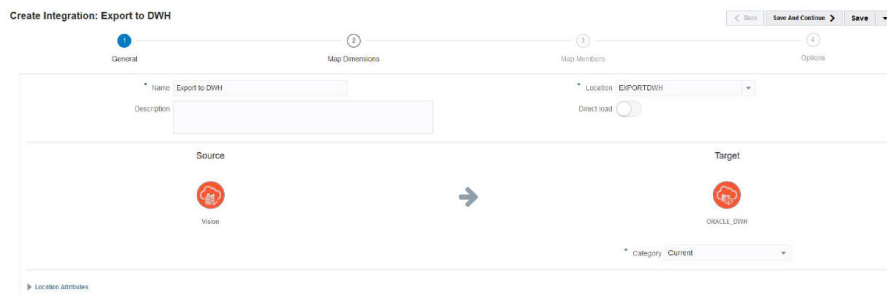 Create Integration: Export to DWH
< Back Save And Continue > Save
1 2 3 4
General Map Dimensions Map Members Options
* Name Export to DWH * Location EXPORTDWH
Description Direct load
Source Target
Vision ORACLE_DWH
* Category Current
Location Attributes